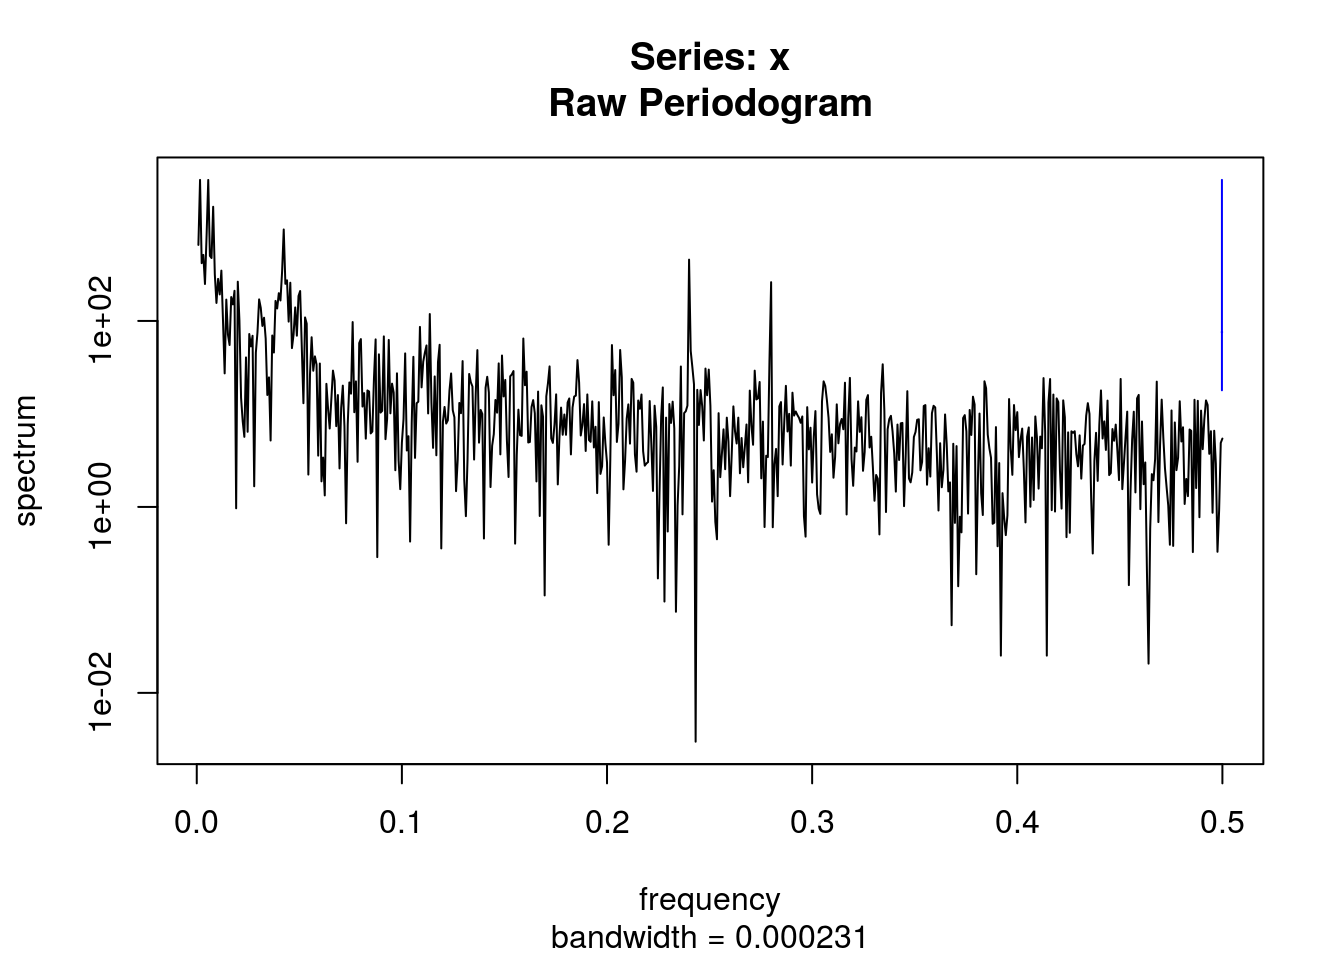 Series: x
Raw Periodogram
spectrum
1e+02
1e+00
1e-02
0.0 0.1 0.2 0.3 0.4 0.5
frequency
bandwidth = 0.000231